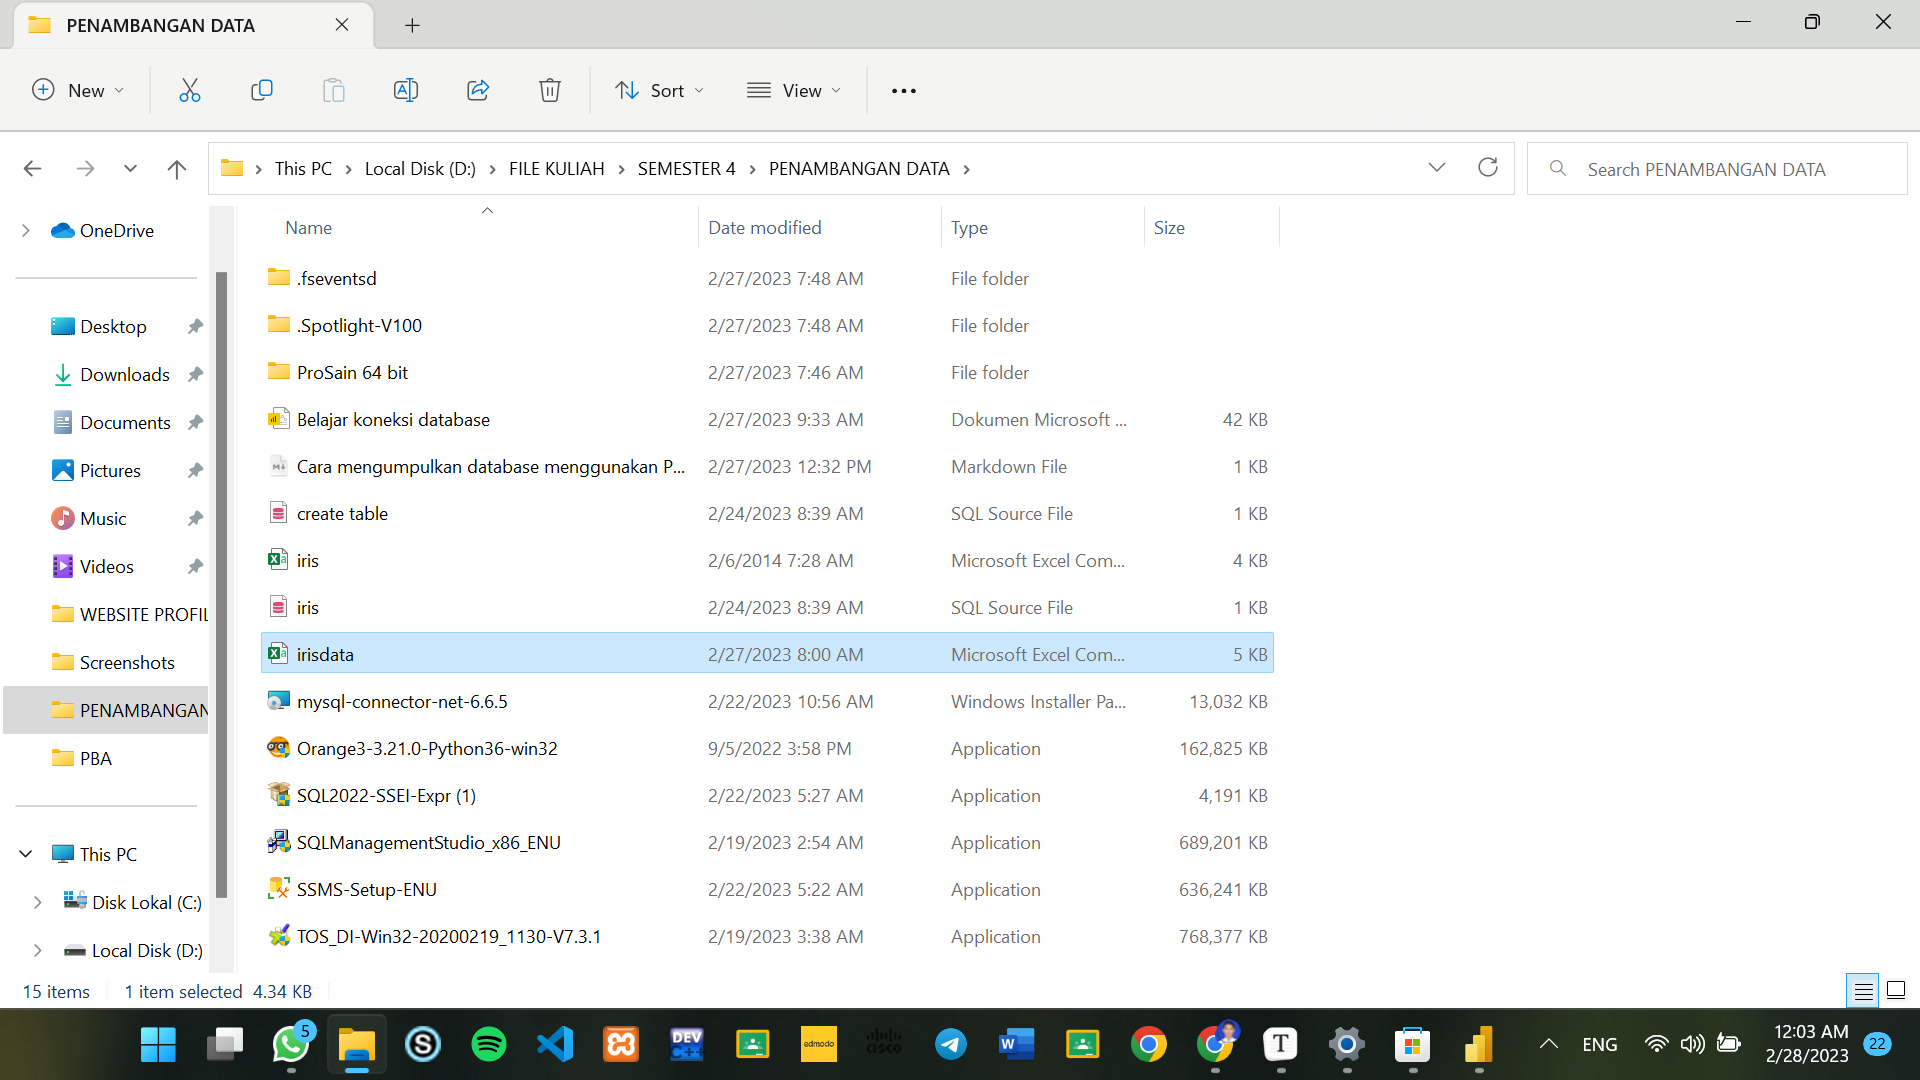 PENAMBANGAN DATA
New
Sort
View
This PC > Local Disk (D:) > FILE KULIAH > SEMESTER 4 > PENAMBANGAN DATA >
Search PENAMBANGAN DATA
OneDrive
Desktop
Downloads
Documents
Pictures
Music
Videos
WEBSITE PROFIL
Screenshots
PENAMBANGAN
PBA
This PC
Disk Lokal (C:)
Local Disk (D:)
Name Date modified Type Size
.fseventsd 2/27/2023 7:48 AM File folder
.Spotlight-V100 2/27/2023 7:48 AM File folder
ProSain 64 bit 2/27/2023 7:46 AM File folder
Belajar koneksi database 2/27/2023 9:33 AM Dokumen Microsoft ... 42 KB
Cara mengumpulkan database menggunakan P... 2/27/2023 12:32 PM Markdown File 1 KB
create table 2/24/2023 8:39 AM SQL Source File 1 KB
iris 2/6/2014 7:28 AM Microsoft Excel Com... 4 KB
iris 2/24/2023 8:39 AM SQL Source File 1 KB
irisdata 2/27/2023 8:00 AM Microsoft Excel Com... 5 KB
mysql-connector-net-6.6.5 2/22/2023 10:56 AM Windows Installer Pa... 13,032 KB
Orange3-3.21.0-Python36-win32 9/5/2022 3:58 PM Application 162,825 KB
SQL2022-SSEI-Expr (1) 2/22/2023 5:27 AM Application 4,191 KB
SQLManagementStudio_x86_ENU 2/19/2023 2:54 AM Application 689,201 KB
SSMS-Setup-ENU 2/22/2023 5:22 AM Application 636,241 KB
TOS_DI-Win32-20200219_1130-V7.3.1 2/19/2023 3:38 AM Application 768,377 KB
15 items 1 item selected 4.34 KB
5
DEV
C++
edmodo
cisco
W
T
ENG
12:03 AM
2/28/2023
22